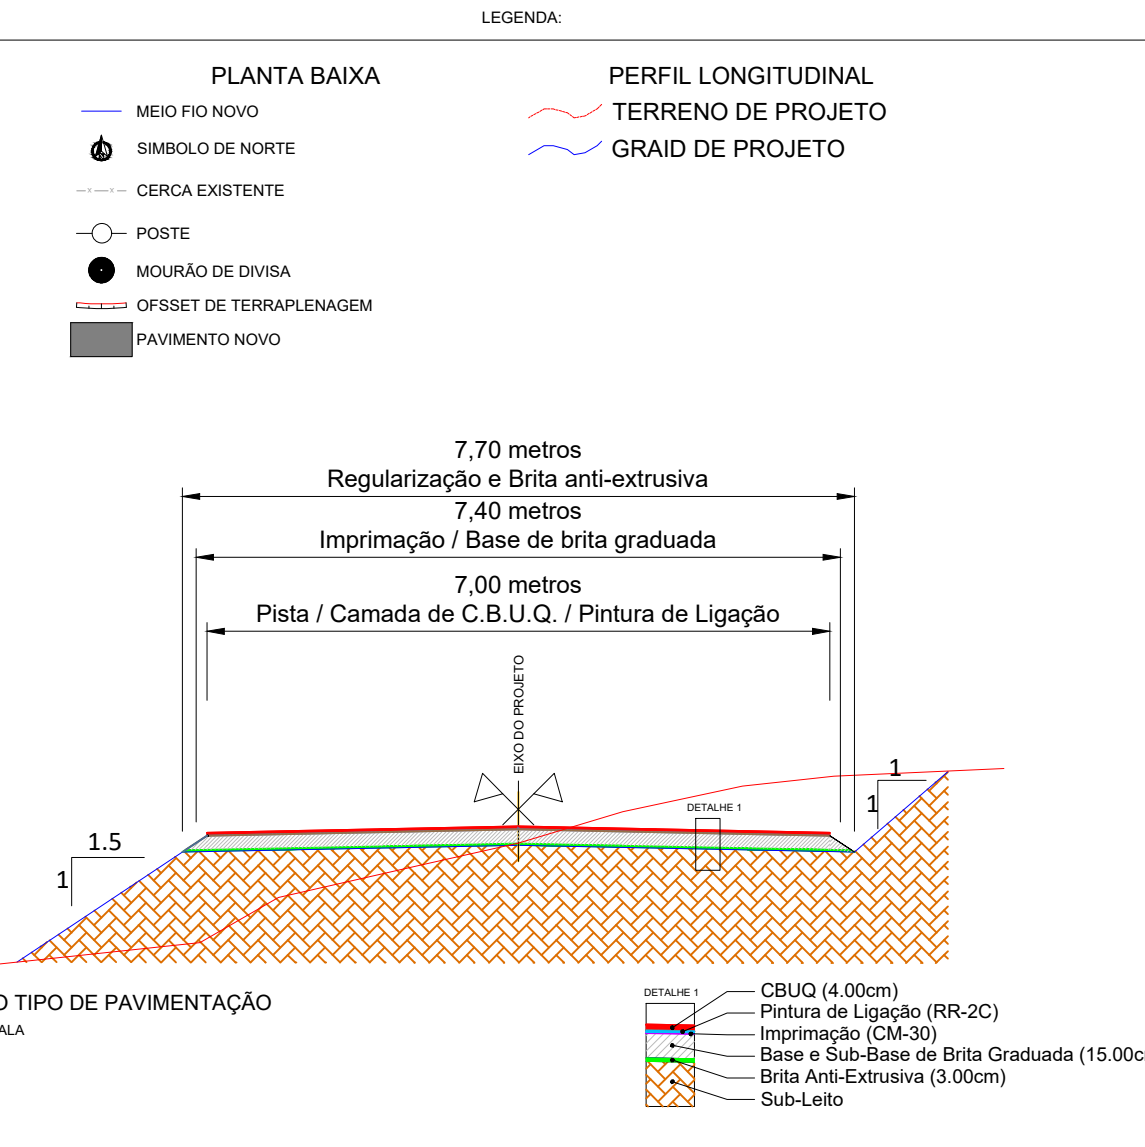 LEGENDA:
PLANTA BAIXA
MEIO FIO NOVO
SIMBOLO DE NORTE
CERCA EXISTENTE
POSTE
MOURÃO DE DIVISA
OFSSET DE TERRAPLENAGEM
PAVIMENTO NOVO
PERFIL LONGITUDINAL
TERRENO DE PROJETO
GRAID DE PROJETO
7,70 metros
Regularização e Brita anti-extrusiva
7,40 metros
Imprimação / Base de brita graduada
7,00 metros
Pista / Camada de C.B.U.Q. / Pintura de Ligação
EIXO DO PROJETO
DETALHE 1
1
1
1.5
1
O TIPO DE PAVIMENTAÇÃO
ALA
DETALHE 1
CBUQ (4.00cm)
Pintura de Ligação (RR-2C)
Imprimação (CM-30)
Base e Sub-Base de Brita Graduada (15.00c
Brita Anti-Extrusiva (3.00cm)
Sub-Leito